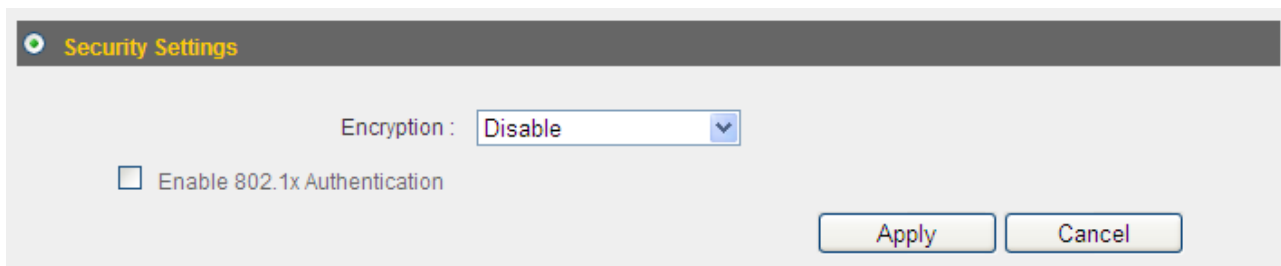 Security Settings
Encryption : Disable
Enable 802.1x Authentication
Apply Cancel